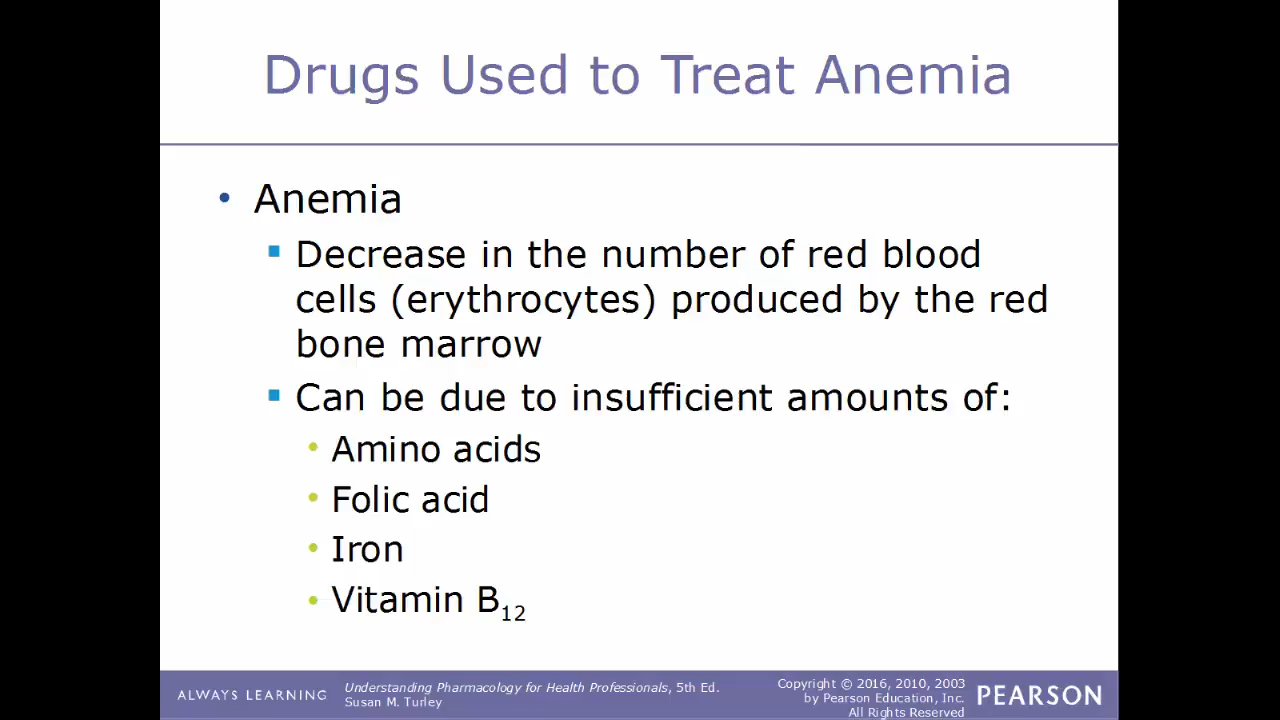 Drugs Used to Treat Anemia
• Anemia
▪ Decrease in the number of red blood
cells (erythrocytes) produced by the red
bone marrow
▪ Can be due to insufficient amounts of:
• Amino acids
• Folic acid
• Iron
• Vitamin B₁₂
ALWAYS LEARNING
Understanding Pharmacology for Health Professionals, 5th Ed.
Susan M. Turley
Copyright © 2016, 2010, 2003
by Pearson Education, Inc.
All Rights Reserved
PEARSON